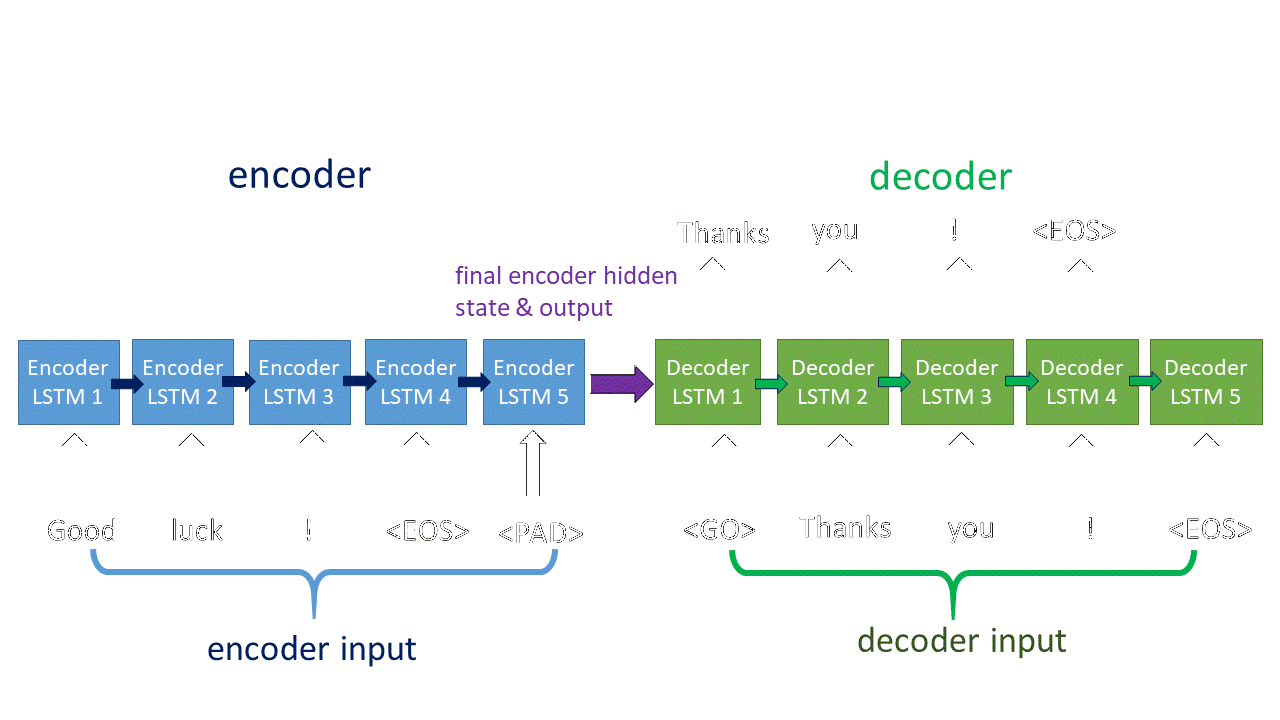 encoder
decoder
Thanks you ! <EOS>
final encoder hidden
state & output
Encoder
LSTM 1
Encoder
LSTM 2
Encoder
LSTM 3
Encoder
LSTM 4
Encoder
LSTM 5
Decoder
LSTM 1
Decoder
LSTM 2
Decoder
LSTM 3
Decoder
LSTM 4
Decoder
LSTM 5
Good luck ! <EOS> <PAD>
<GO> Thanks you ! <EOS>
encoder input
decoder input